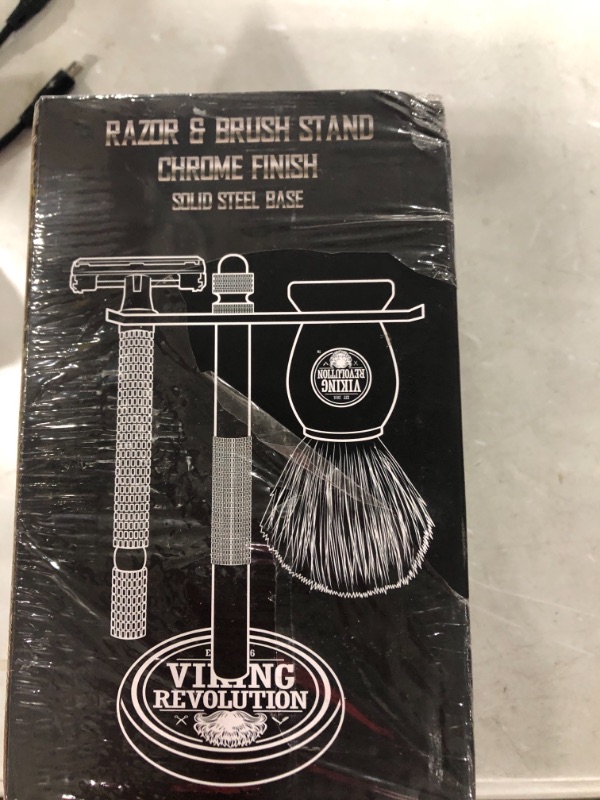 RAZOR & BRUSH STAND
CHROME FINISH
SOLID STEEL BASE
VIKING
REVOLUTION
VIKING
REVOLUTION